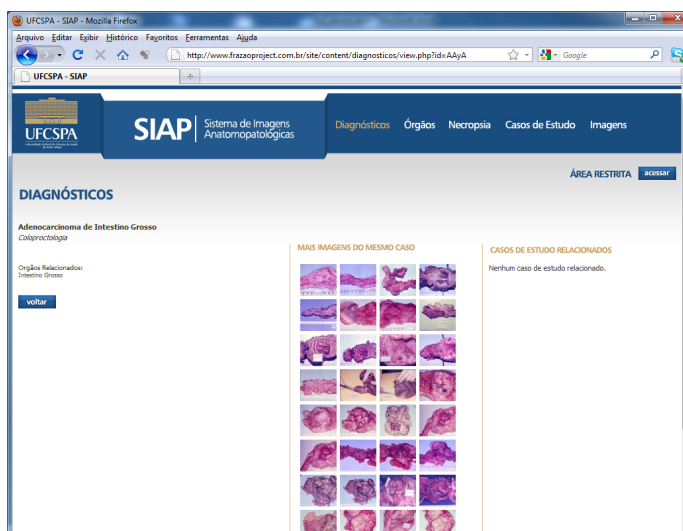 UFCSPA - SIAP - Mozilla Firefox
Arquivo Editar Exibir Histórico Favoritos Ferramentas Ajuda
http://www.frazaoproject.com.br/site/content/diagnosticos/view.php?id=AAyA
Google
UFCSPA - SIAP
UFCSPA
SIAP
Sistema de Imagens
Anatomopatológicas
Diagnósticos Órgãos Necropsia Casos de Estudo Imagens
ÁREA RESTRITA acessar
DIAGNÓSTICOS
Adenocarcinoma de Intestino Grosso
Coloproctologia
MAIS IMAGENS DO MESMO CASO
CASOS DE ESTUDO RELACIONADOS
Orgãos Relacionados:
Intestino Grosso
Nenhum caso de estudo relacionado.
voltar